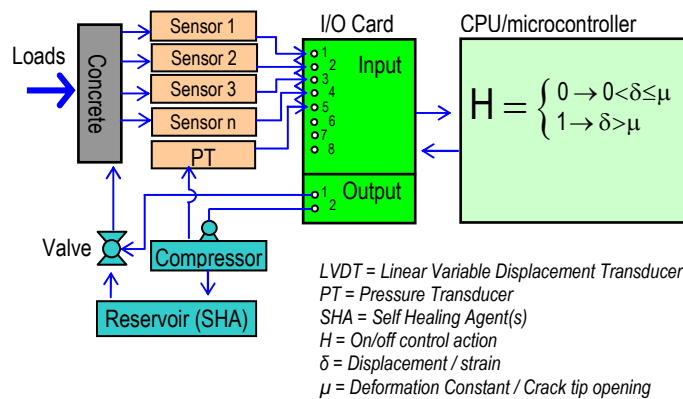 I/O Card
CPU/microcontroller
Loads
Concrete
Sensor 1
Sensor 2
Sensor 3
Sensor n
PT
Input
1
2
3
4
5
6
7
8
Output
1
2
H = { 0 → 0<δ≤μ
1 → δ>μ
Valve
Compressor
Reservoir (SHA)
LVDT = Linear Variable Displacement Transducer
PT = Pressure Transducer
SHA = Self Healing Agent(s)
H = On/off control action
δ = Displacement / strain
μ = Deformation Constant / Crack tip opening